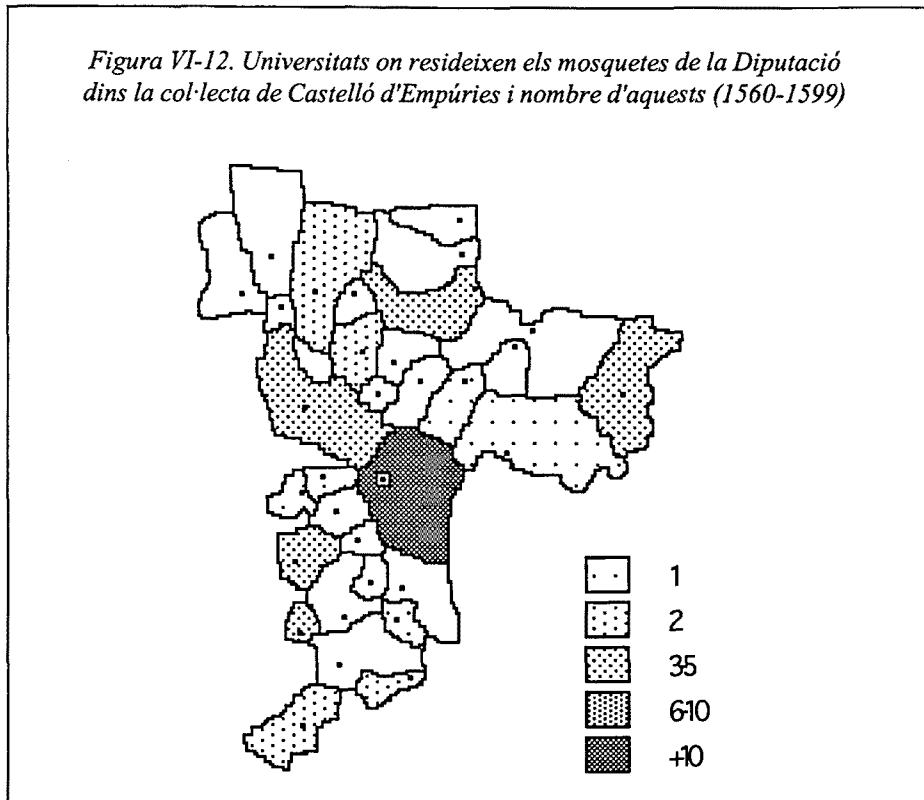 Figura VI-12. Universitats on resideixen els mosquetes de la Diputació
dins la col·lecta de Castelló d'Empúries i nombre d'aquests (1560-1599)
1
2
35
6-10
+10